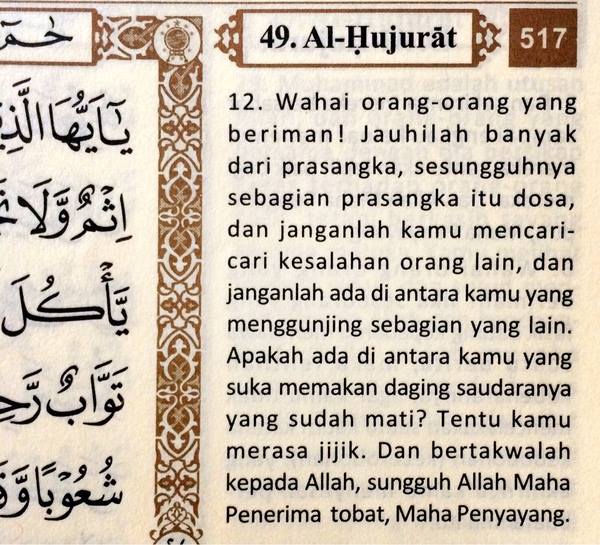 49. Al-Ḥujurāt
517
12. Wahai orang-orang yang
beriman! Jauhilah banyak
dari prasangka, sesungguhnya
sebagian prasangka itu dosa,
dan janganlah kamu mencari-
cari kesalahan orang lain, dan
janganlah ada di antara kamu yang
menggunjing sebagian yang lain.
Apakah ada di antara kamu yang
suka memakan daging saudaranya
yang sudah mati? Tentu kamu
merasa jijik. Dan bertakwalah
kepada Allah, sungguh Allah Maha
Penerima tobat, Maha Penyayang.
يٰٓاَيُّهَا
اِثْمٌ وَّلَا
يَّأْكُلَ
تَوَّابٌ
شُعُوْبًا